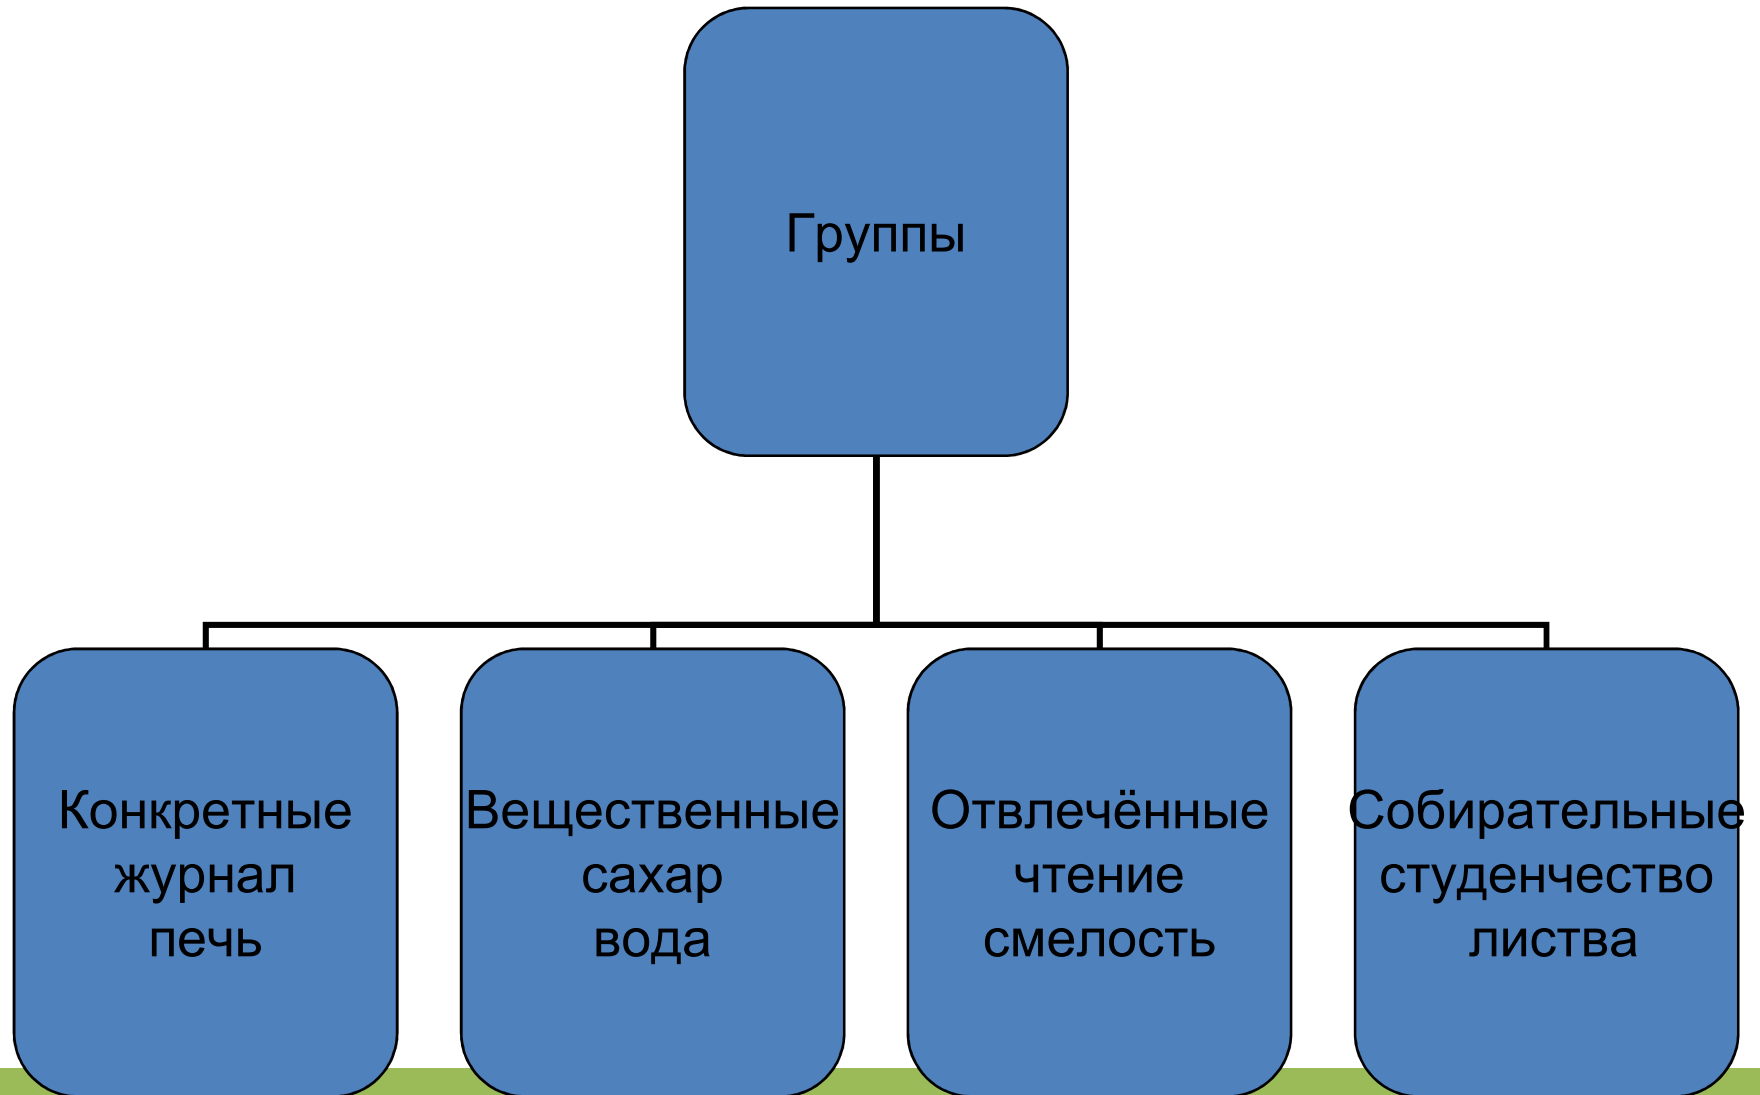 Группы
Конкретные
журнал
печь
Вещественные
сахар
вода
Отвлечённые
чтение
смелость
Собирательные
студенчество
листва